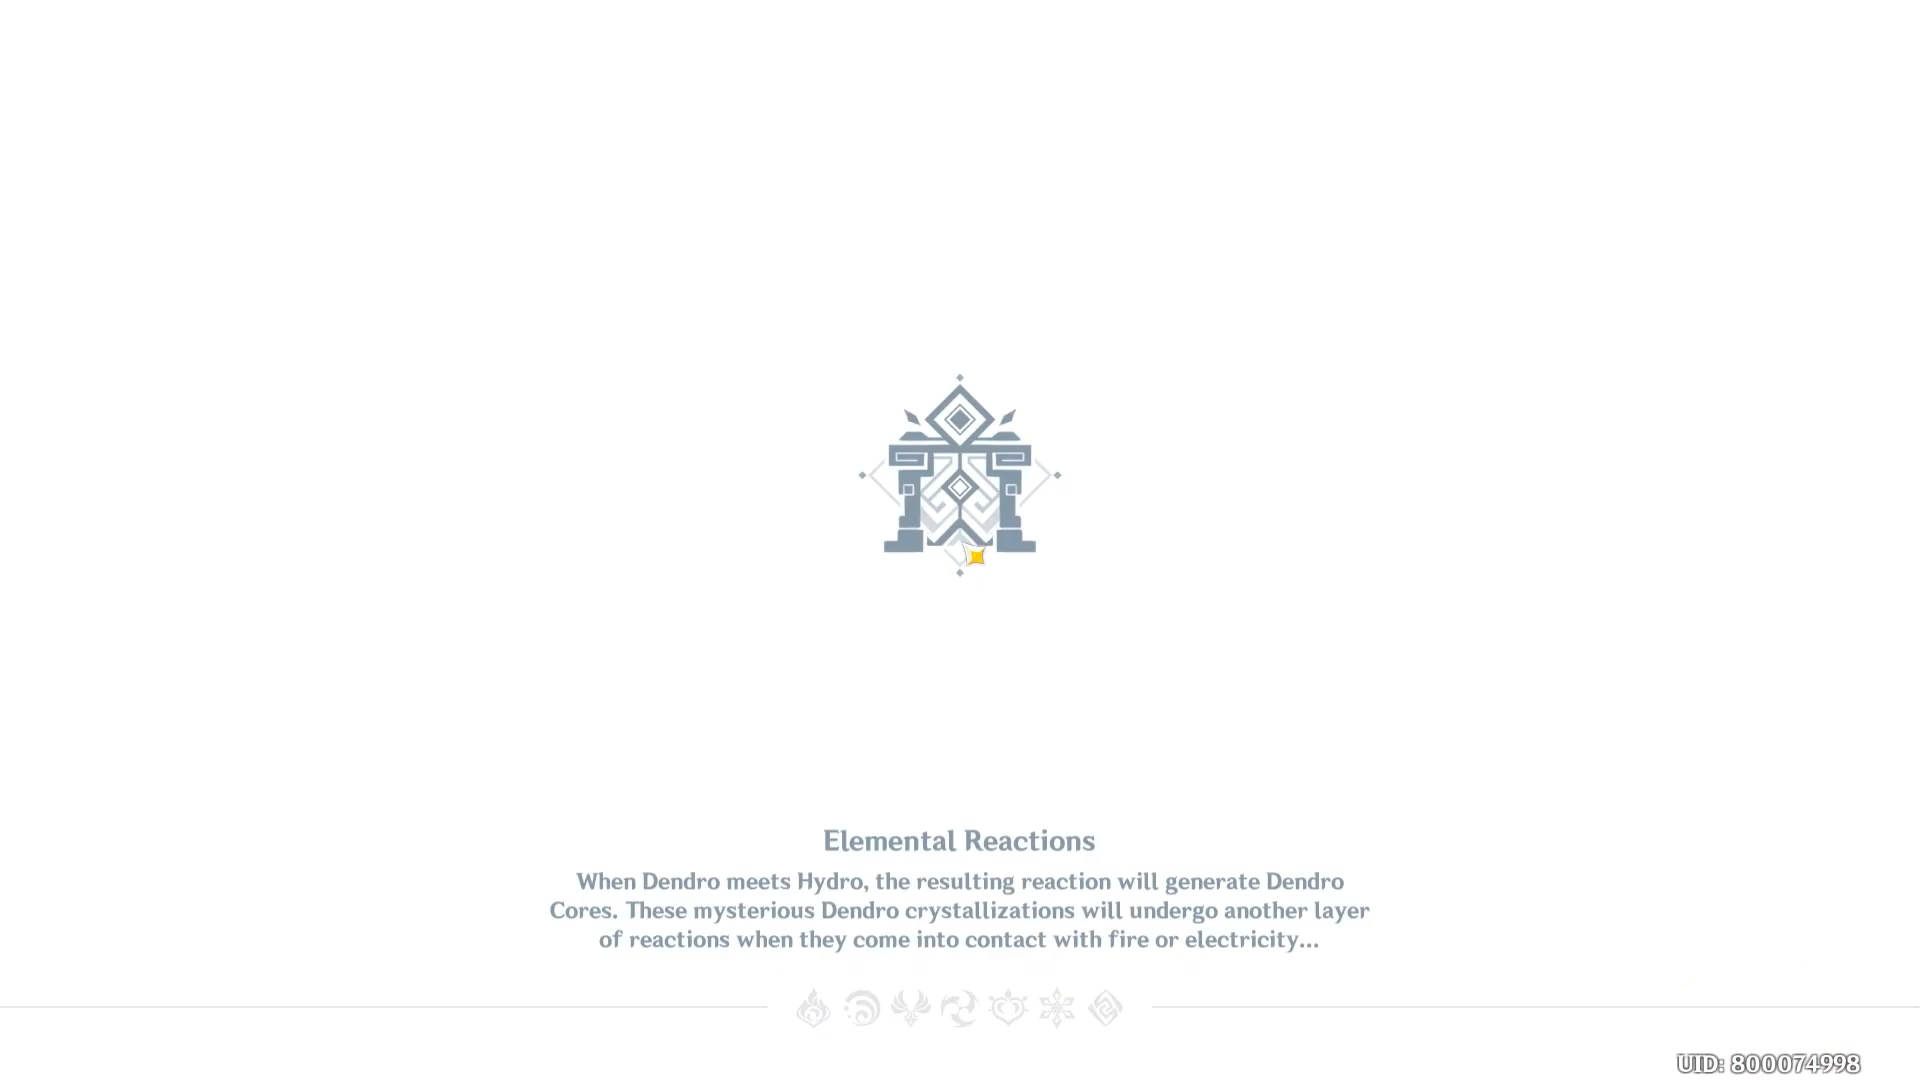 Elemental Reactions
When Dendro meets Hydro, the resulting reaction will generate Dendro
Cores. These mysterious Dendro crystallizations will undergo another layer
of reactions when they come into contact with fire or electricity...
UID: 800074998